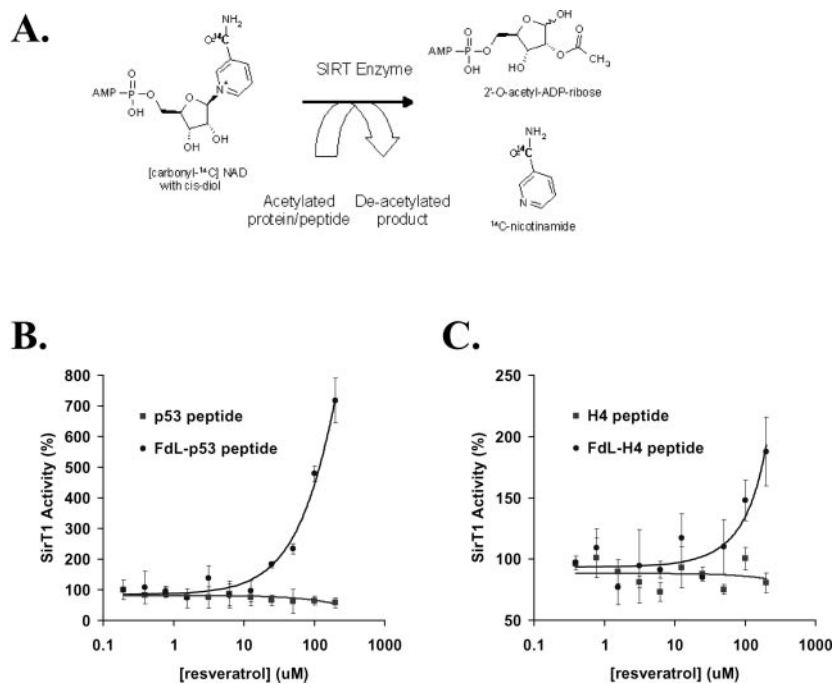 A.
NH₂
O=¹⁴C
N⁺
AMP
O
P
OH
O
O
OH
OH
[carbonyl-¹⁴C] NAD
with cis-diol
SIRT Enzyme
Acetylated
protein/peptide
De-acetylated
product
OH
AMP
O
P
OH
O
O
HO
O
O
CH₃
2'-O-acetyl-ADP-ribose
NH₂
O=¹⁴C
N
¹⁴C-nicotinamide
B.
800
700
600
500
400
300
200
100
0
SirT1 Activity (%)
p53 peptide
FdL-p53 peptide
0.1
1
10
100
1000
[resveratrol] (uM)
C.
250
200
150
100
50
SirT1 Activity (%)
H4 peptide
FdL-H4 peptide
0.1
1
10
100
1000
[resveratrol] (uM)